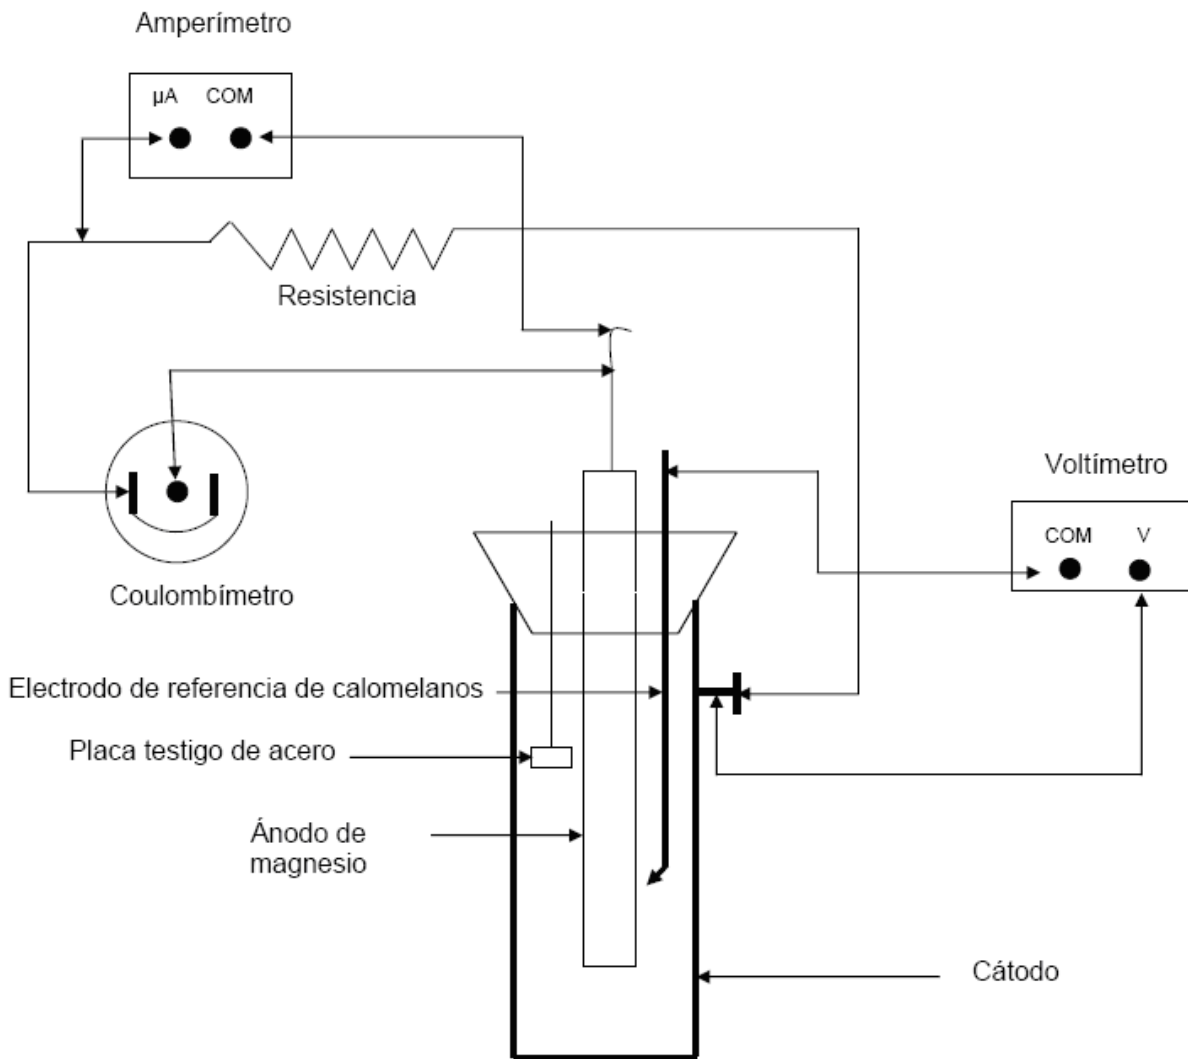 Amperímetro
µA COM
Resistencia
Voltímetro
COM V
Coulombímetro
Electrodo de referencia de calomelanos
Placa testigo de acero
Ánodo de
magnesio
Cátodo